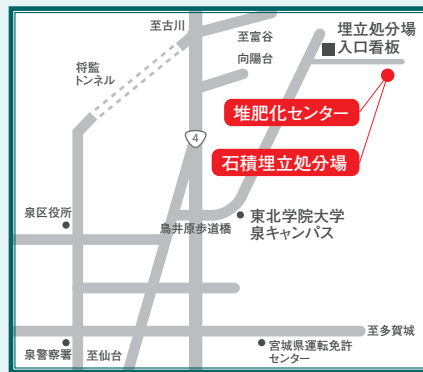 至古川
至富谷
向陽台
埋立処分場
入口看板
将監
トンネル
堆肥化センター
4
石積埋立処分場
泉区役所
鳥井原歩道橋
東北学院大学
泉キャンパス
至多賀城
泉警察署
至仙台
宮城県運転免許
センター